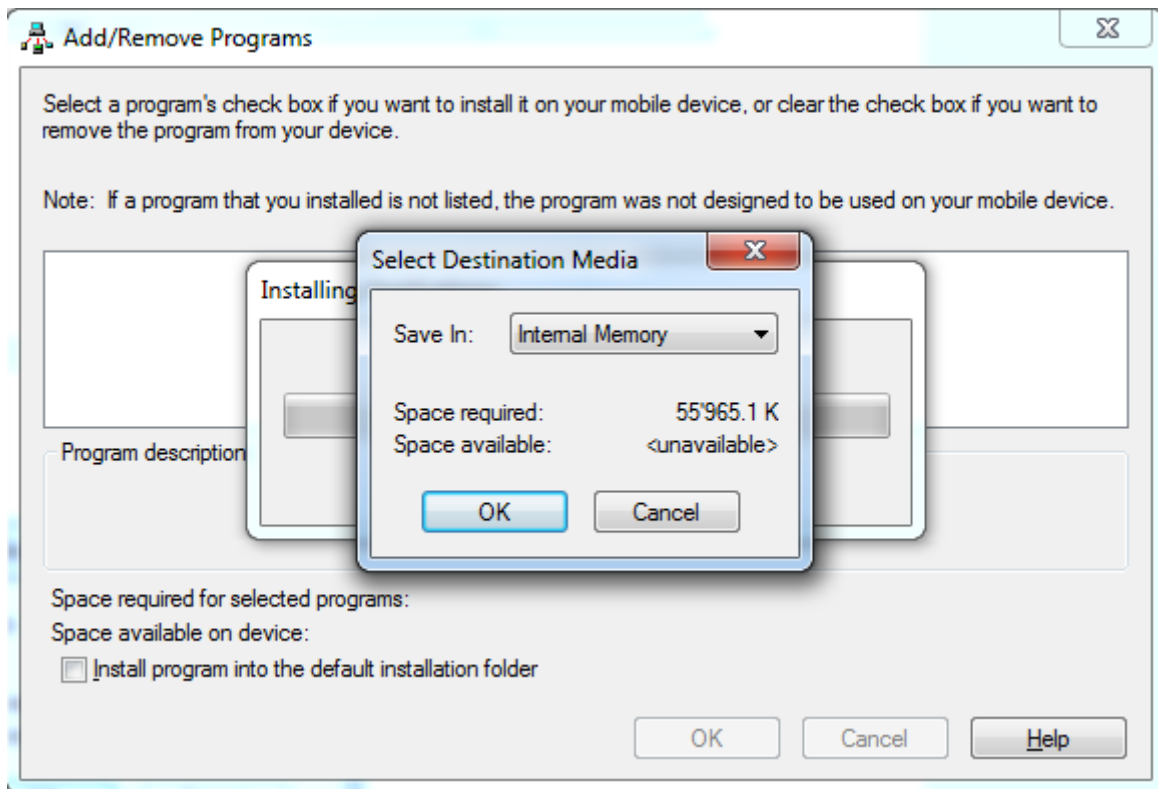 Add/Remove Programs
Select a program's check box if you want to install it on your mobile device, or clear the check box if you want to
remove the program from your device.
Note: If a program that you installed is not listed, the program was not designed to be used on your mobile device.
Installing
Select Destination Media
Save In: Internal Memory
Space required: 55'965.1 K
Space available: <unavailable>
OK Cancel
Program description
Space required for selected programs:
Space available on device:
Install program into the default installation folder
OK Cancel Help